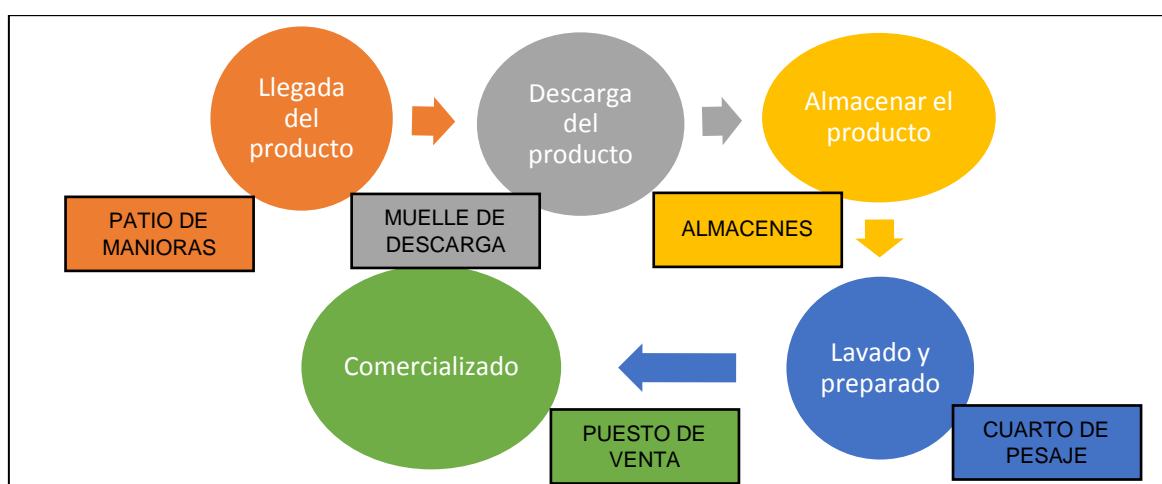 Llegada
del
producto
PATIO DE
MANIORAS
Descarga
del
producto
MUELLE DE
DESCARGA
Almacenar el
producto
ALMACENES
Lavado y
preparado
CUARTO DE
PESAJE
Comercializado
PUESTO DE
VENTA